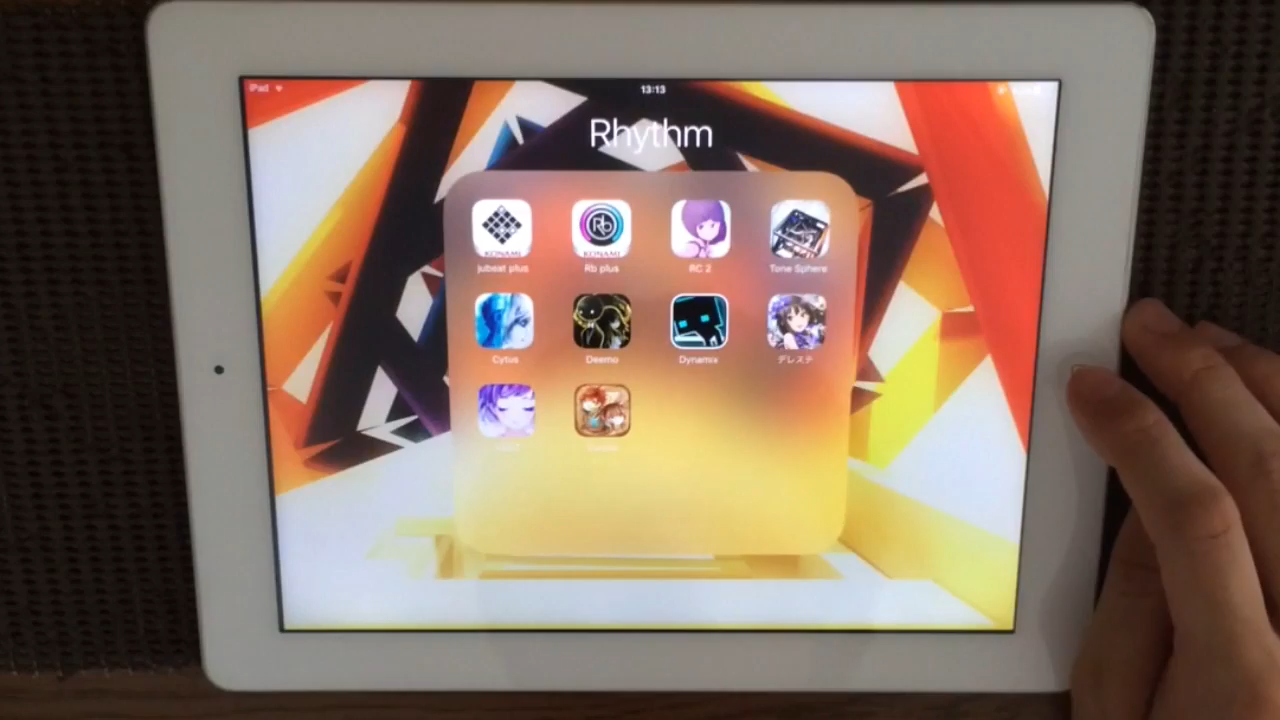 iPad 13:13
Rhythm
KONAMI Rb KONAMI
jubeat plus Rb plus RC 2 Tone Sphere
Cytus Deemo Dynamix デレステ